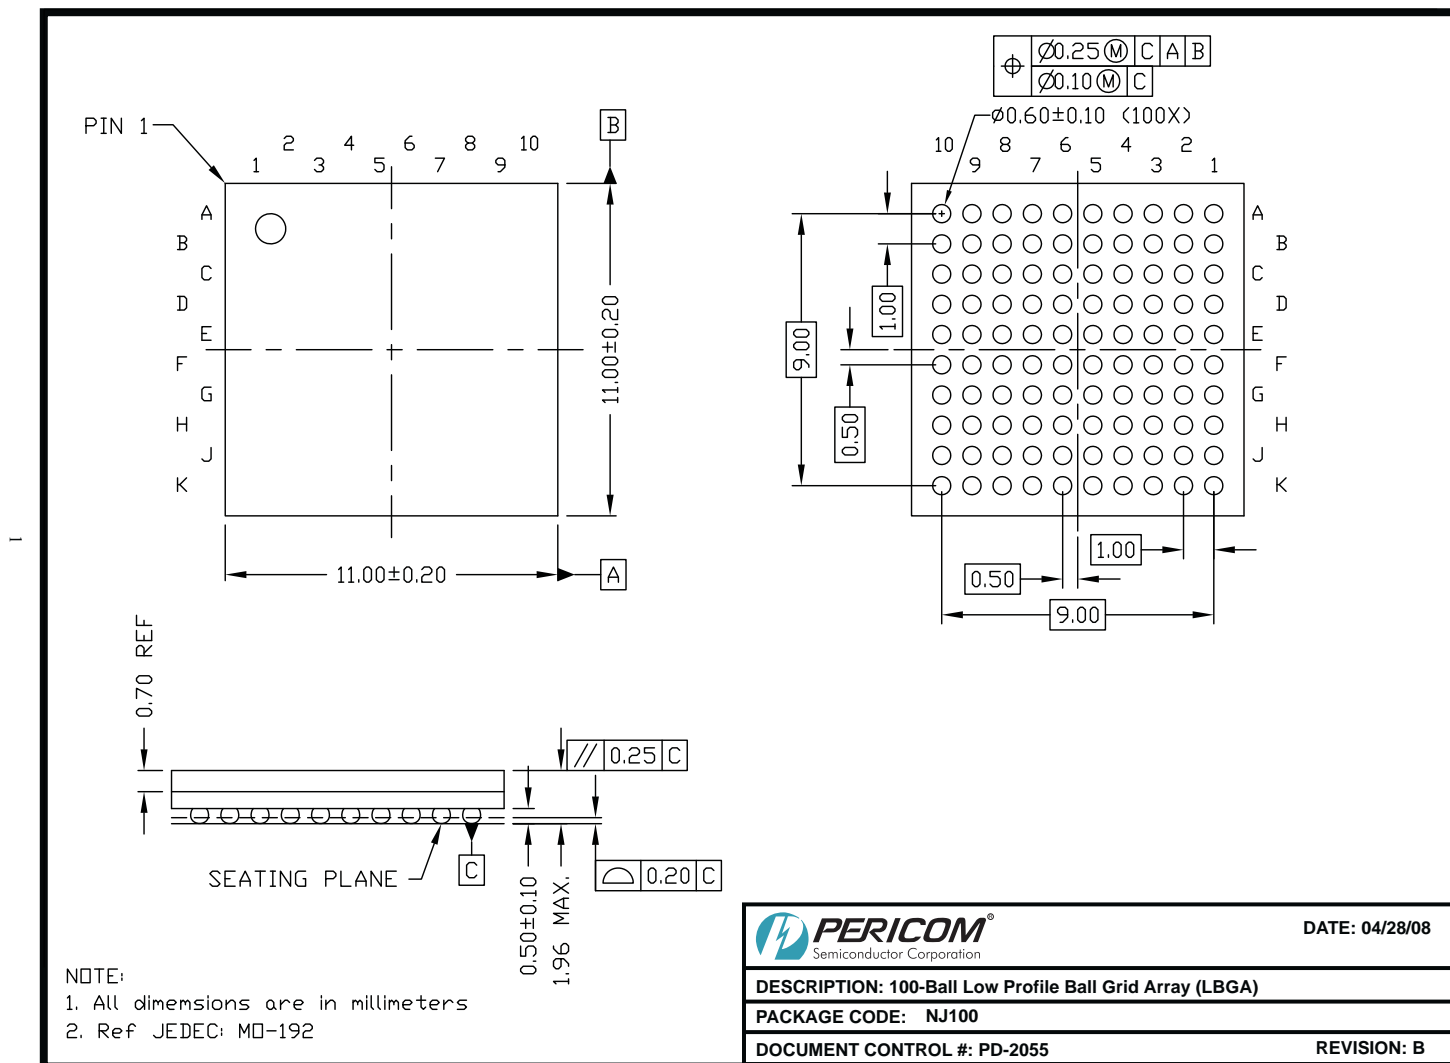 Ø0.25 Ⓜ C A B
Ø0.10 Ⓜ C
ø0.60±0.10 (100X)
PIN 1
B
2 4 6 8 10
1 3 5 7 9
10 8 6 4 2
9 7 5 3 1
A
B
C
D
E
F
G
H
J
K
11.00±0.20
11.00±0.20
A
A
B
C
D
E
F
G
H
J
K
1.00
9.00
0.50
1.00
0.50
9.00
0.70 REF
// 0.25 C
SEATING PLANE
C
0.20 C
0.50±0.10
1.96 MAX.
NOTE:
1. All dimemsions are in millimeters
2. Ref JEDEC: MO-192
1
PERICOM®
Semiconductor Corporation
DATE: 04/28/08
DESCRIPTION: 100-Ball Low Profile Ball Grid Array (LBGA)
PACKAGE CODE: NJ100
DOCUMENT CONTROL #: PD-2055
REVISION: B